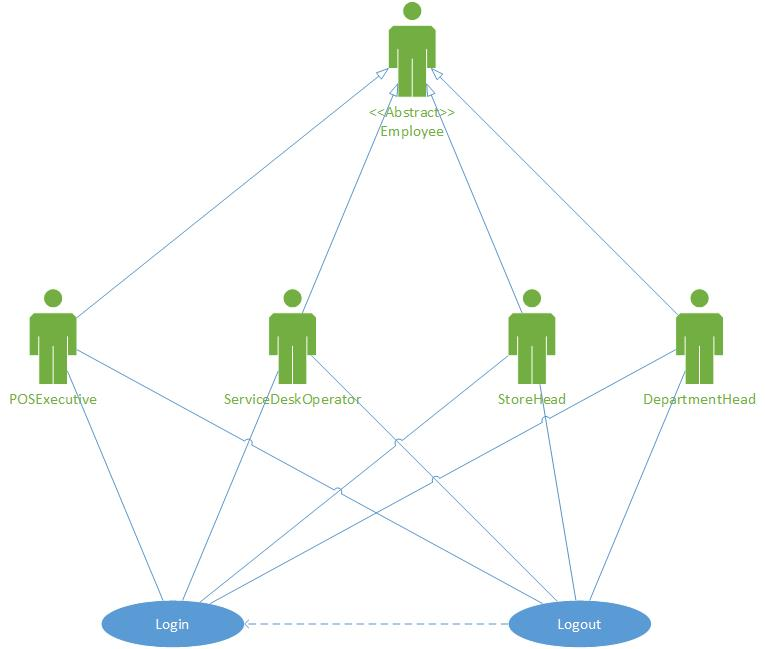 <<Abstract>>
Employee
POSExecutive
ServiceDeskOperator
StoreHead
DepartmentHead
Login
Logout